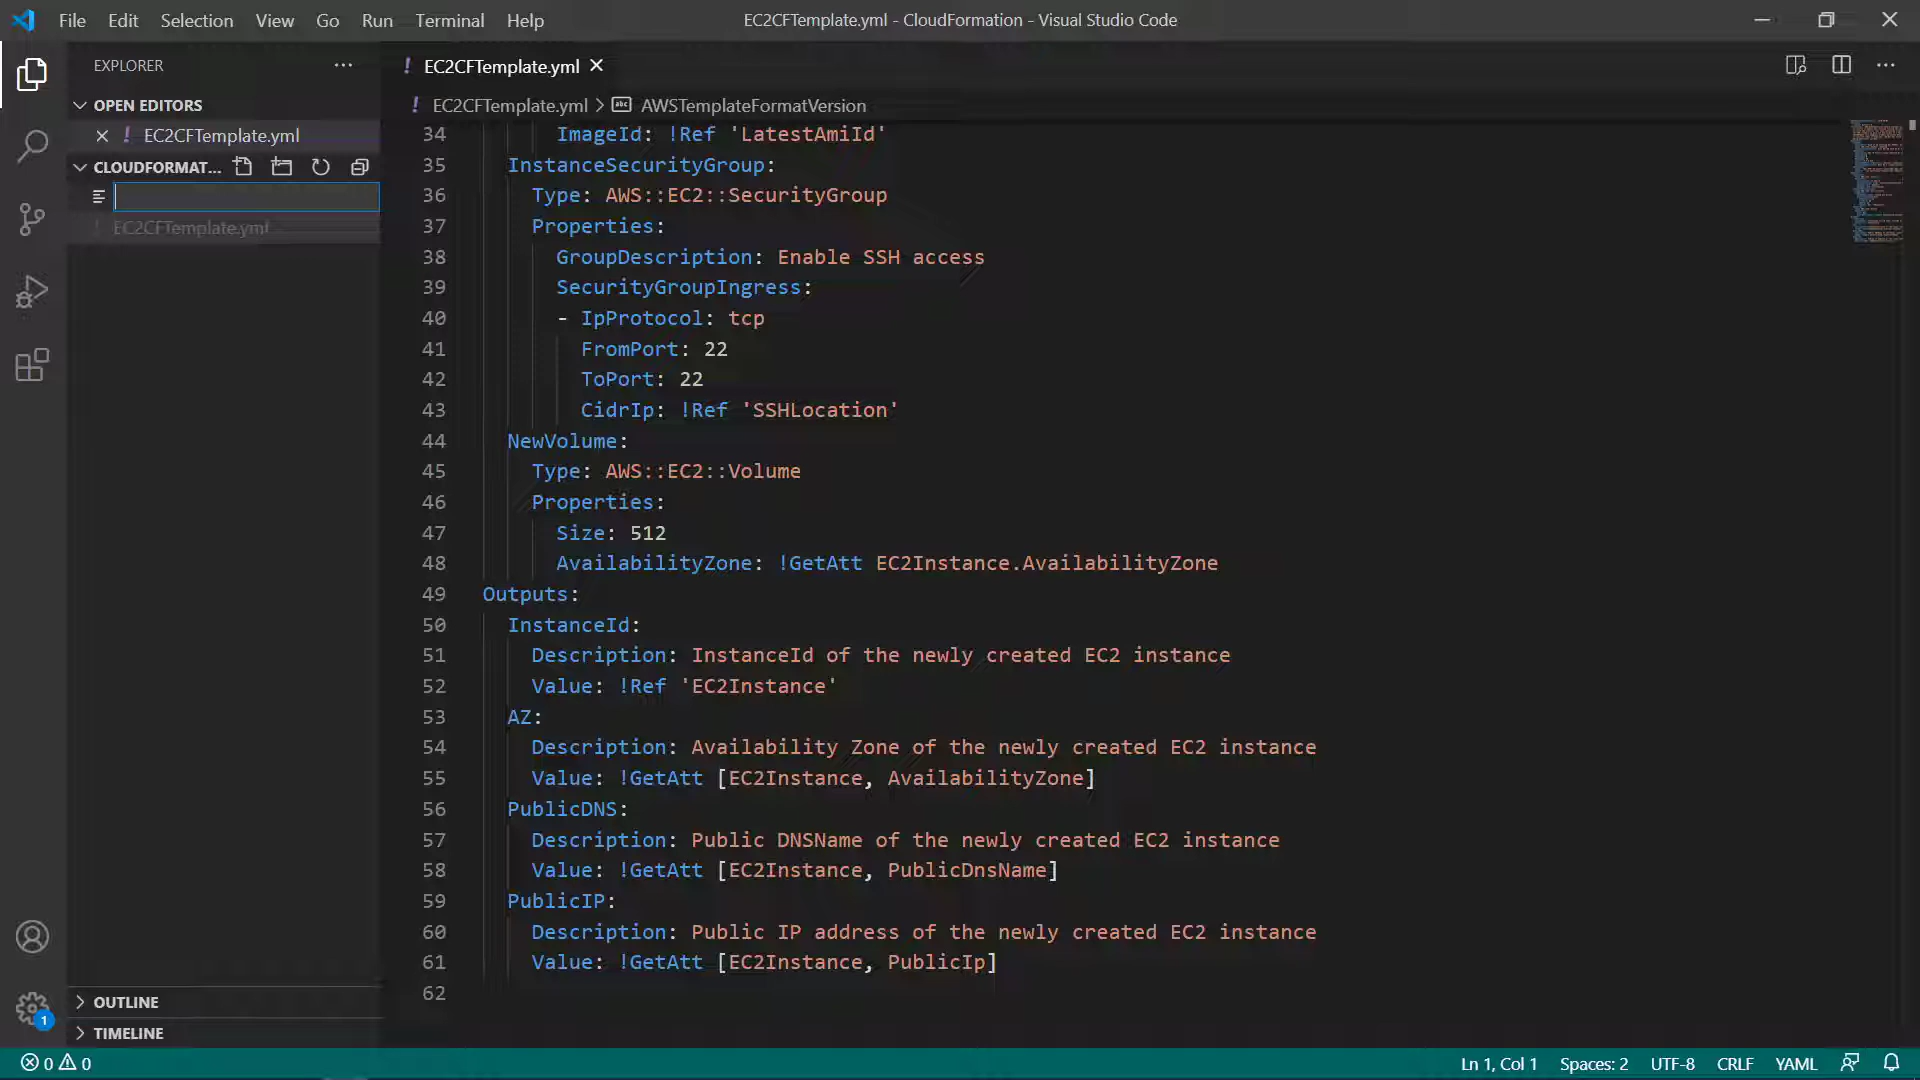 File Edit Selection View Go Run Terminal Help
EC2CFTemplate.yml - CloudFormation - Visual Studio Code
EXPLORER
OPEN EDITORS
EC2CFTemplate.yml
CLOUDFORMAT...
EC2CFTemplate.yml
OUTLINE
TIMELINE
1
! EC2CFTemplate.yml
! EC2CFTemplate.yml > abc AWSTemplateFormatVersion
34 ImageId: !Ref 'LatestAmiId'
35 InstanceSecurityGroup:
36 Type: AWS::EC2::SecurityGroup
37 Properties:
38 GroupDescription: Enable SSH access
39 SecurityGroupIngress:
40 - IpProtocol: tcp
41 FromPort: 22
42 ToPort: 22
43 CidrIp: !Ref 'SSHLocation'
44 NewVolume:
45 Type: AWS::EC2::Volume
46 Properties:
47 Size: 512
48 AvailabilityZone: !GetAtt EC2Instance.AvailabilityZone
49 Outputs:
50 InstanceId:
51 Description: InstanceId of the newly created EC2 instance
52 Value: !Ref 'EC2Instance'
53 AZ:
54 Description: Availability Zone of the newly created EC2 instance
55 Value: !GetAtt [EC2Instance, AvailabilityZone]
56 PublicDNS:
57 Description: Public DNSName of the newly created EC2 instance
58 Value: !GetAtt [EC2Instance, PublicDnsName]
59 PublicIP:
60 Description: Public IP address of the newly created EC2 instance
61 Value: !GetAtt [EC2Instance, PublicIp]
62
0 0
Ln 1, Col 1 Spaces: 2 UTF-8 CRLF YAML